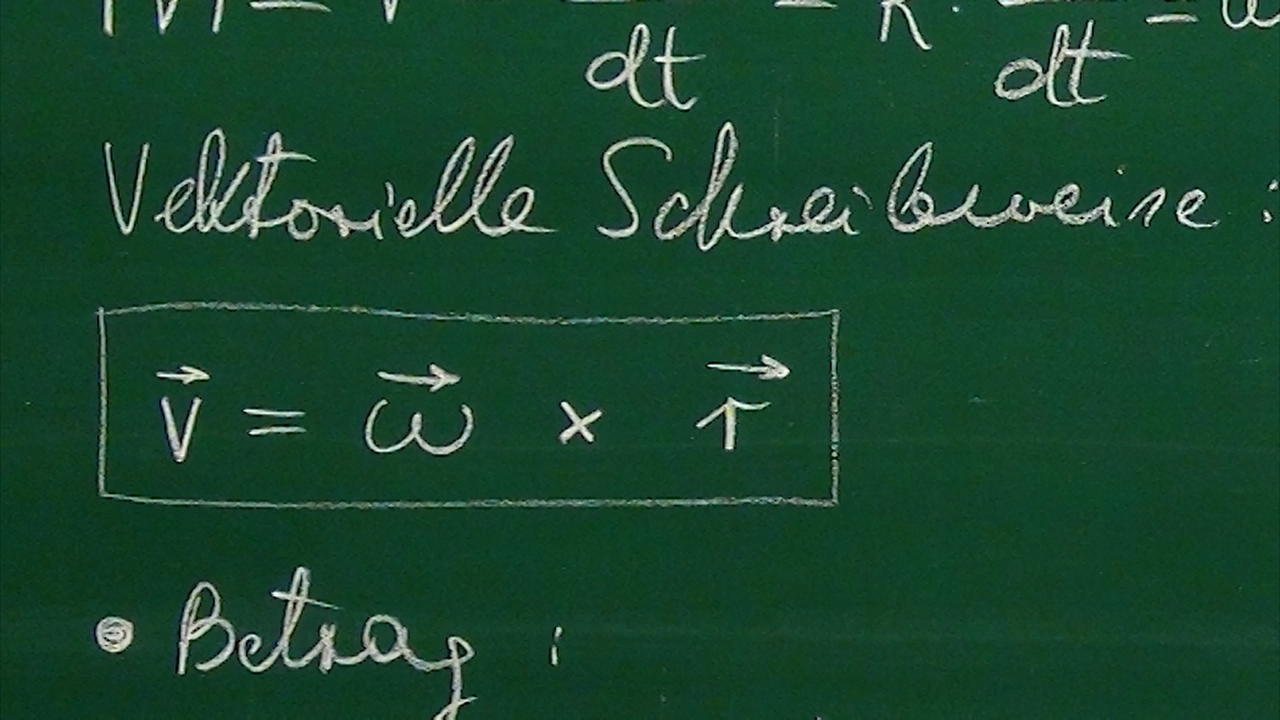 |v| = v = = R · = ω
dt dt
Vektorielle Schreibweise :
v⃗ = ω⃗ × r⃗
• Betrag :